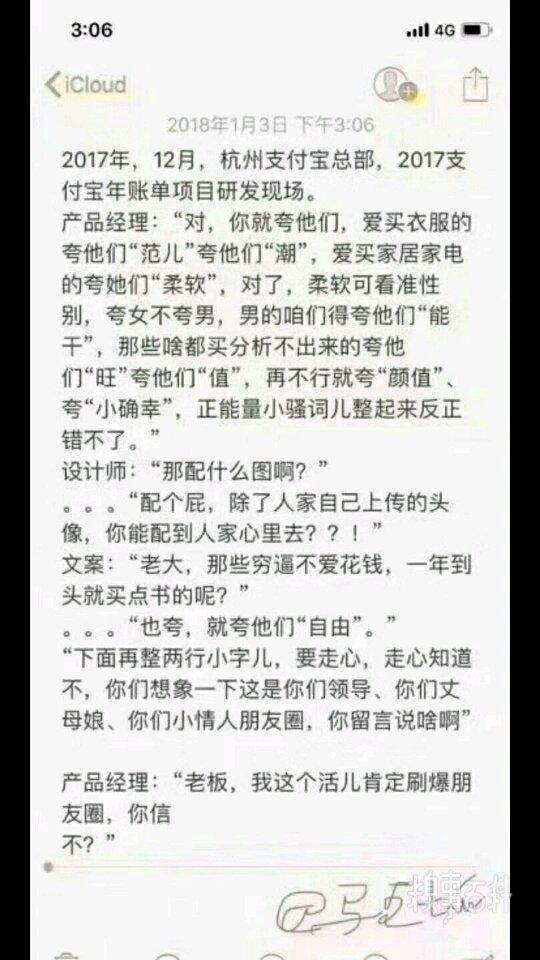 3:06
4G
iCloud
2018年1月3日 下午3:06
2017年，12月，杭州支付宝总部，2017支
付宝年账单项目研发现场。
产品经理：“对，你就夸他们，爱买衣服的
夸他们“范儿”夸他们“潮”，爱买家居家电
的夸她们“柔软”，对了，柔软可看准性
别，夸女不夸男，男的咱们得夸他们“能
干”，那些啥都买分析不出来的夸他
们“旺”夸他们“值”，再不行就夸“颜值”、
夸“小确幸”，正能量小骚词儿整起来反正
错不了。”
设计师：“那配什么图啊？”
。。。“配个屁，除了人家自己上传的头
像，你能配到人家心里去？？！”
文案：“老大，那些穷逼不爱花钱，一年到
头就买点书的呢？”
。。。“也夸，就夸他们“自由”。”
“下面再整两行小字儿，要走心，走心知道
不，你们想象一下这是你们领导、你们丈
母娘、你们小情人朋友圈，你留言说啥啊”
产品经理：“老板，我这个活儿肯定刷爆朋
友圈，你信
不？”
糗事百科